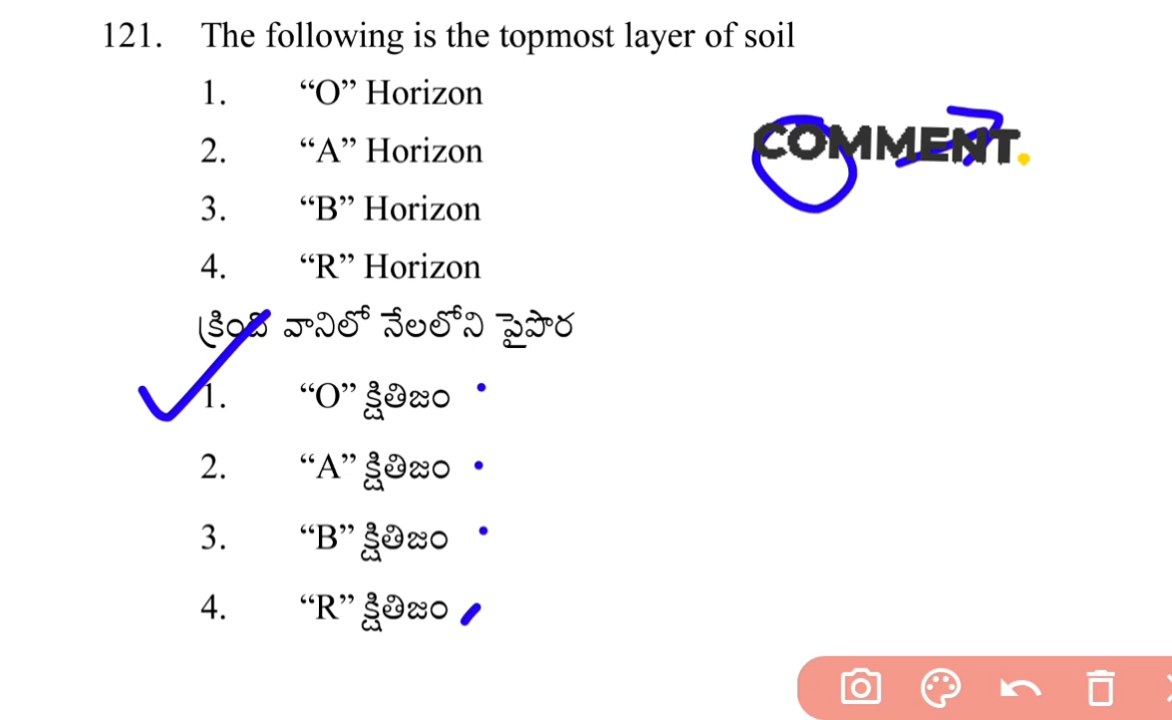 121. The following is the topmost layer of soil
1. “O” Horizon
2. “A” Horizon
COMMENT.
3. “B” Horizon
4. “R” Horizon
క్రింది వానిలో నేలలోని పైపొర
1. “O” క్షితిజం
2. “A” క్షితిజం
3. “B” క్షితిజం
4. “R” క్షితిజం